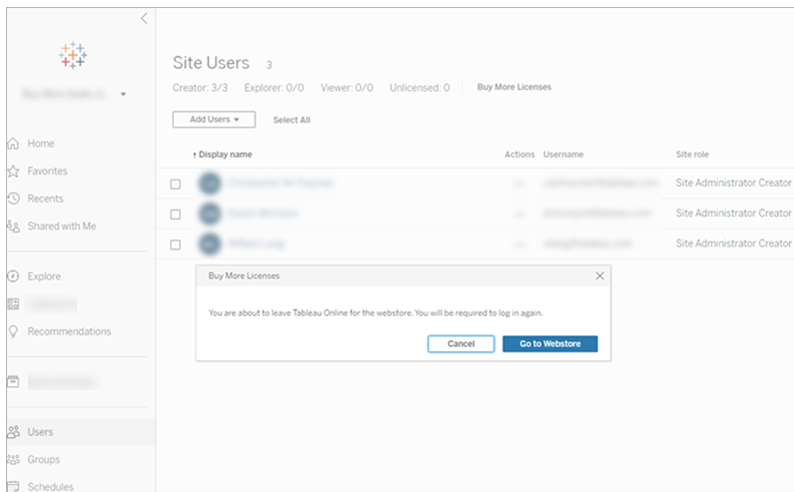 Site Users 3
Creator: 3/3 Explorer: 0/0 Viewer: 0/0 Unlicensed: 0 Buy More Licenses
Add Users Select All
Home
Favorites
Recents
Shared with Me
Explore
Recommendations
Users
Groups
Schedules
↑ Display name Actions Username Site role
Site Administrator Creator
Site Administrator Creator
Site Administrator Creator
Buy More Licenses
You are about to leave Tableau Online for the webstore. You will be required to log in again.
Cancel Go to Webstore